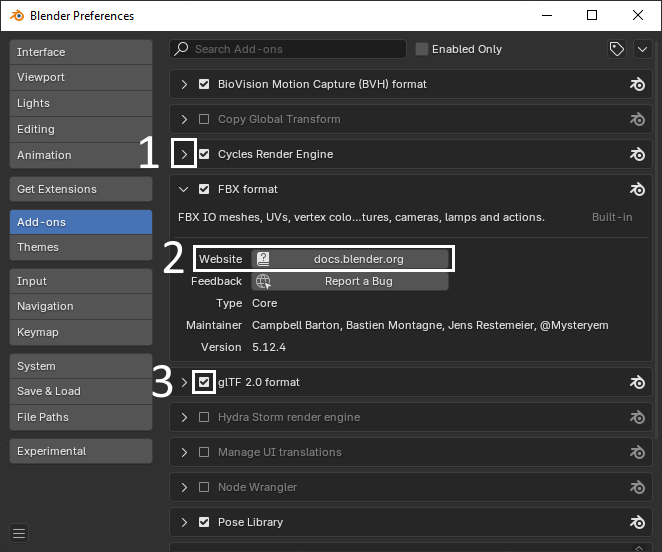 Blender Preferences
Interface
Viewport
Lights
Editing
Animation
Get Extensions
Add-ons
Themes
Input
Navigation
Keymap
System
Save & Load
File Paths
Experimental
Search Add-ons
Enabled Only
BioVision Motion Capture (BVH) format
Copy Global Transform
1
Cycles Render Engine
FBX format
FBX IO meshes, UVs, vertex colo...tures, cameras, lamps and actions. Built-in
2
Website docs.blender.org
Feedback Report a Bug
Type Core
Maintainer Campbell Barton, Bastien Montagne, Jens Restemeier, @Mysteryem
Version 5.12.4
3
glTF 2.0 format
Hydra Storm render engine
Manage UI translations
Node Wrangler
Pose Library